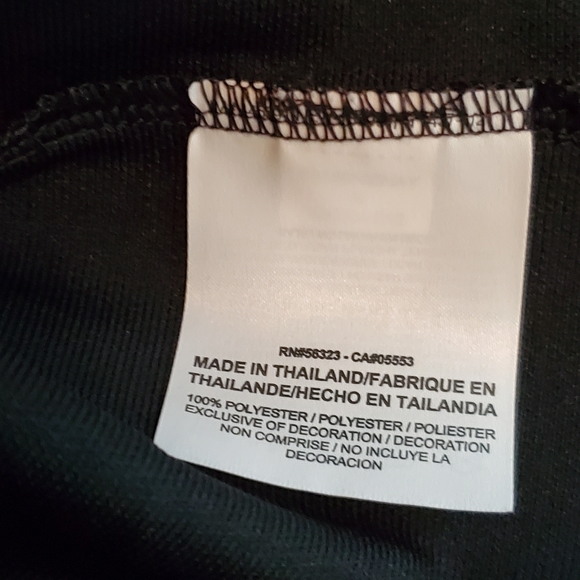 RN#56323 - CA#05553
MADE IN THAILAND/FABRIQUE EN
THAILANDE/HECHO EN TAILANDIA
100% POLYESTER / POLYESTER / POLIESTER
EXCLUSIVE OF DECORATION / DECORATION
NON COMPRISE / NO INCLUYE LA
DECORACION